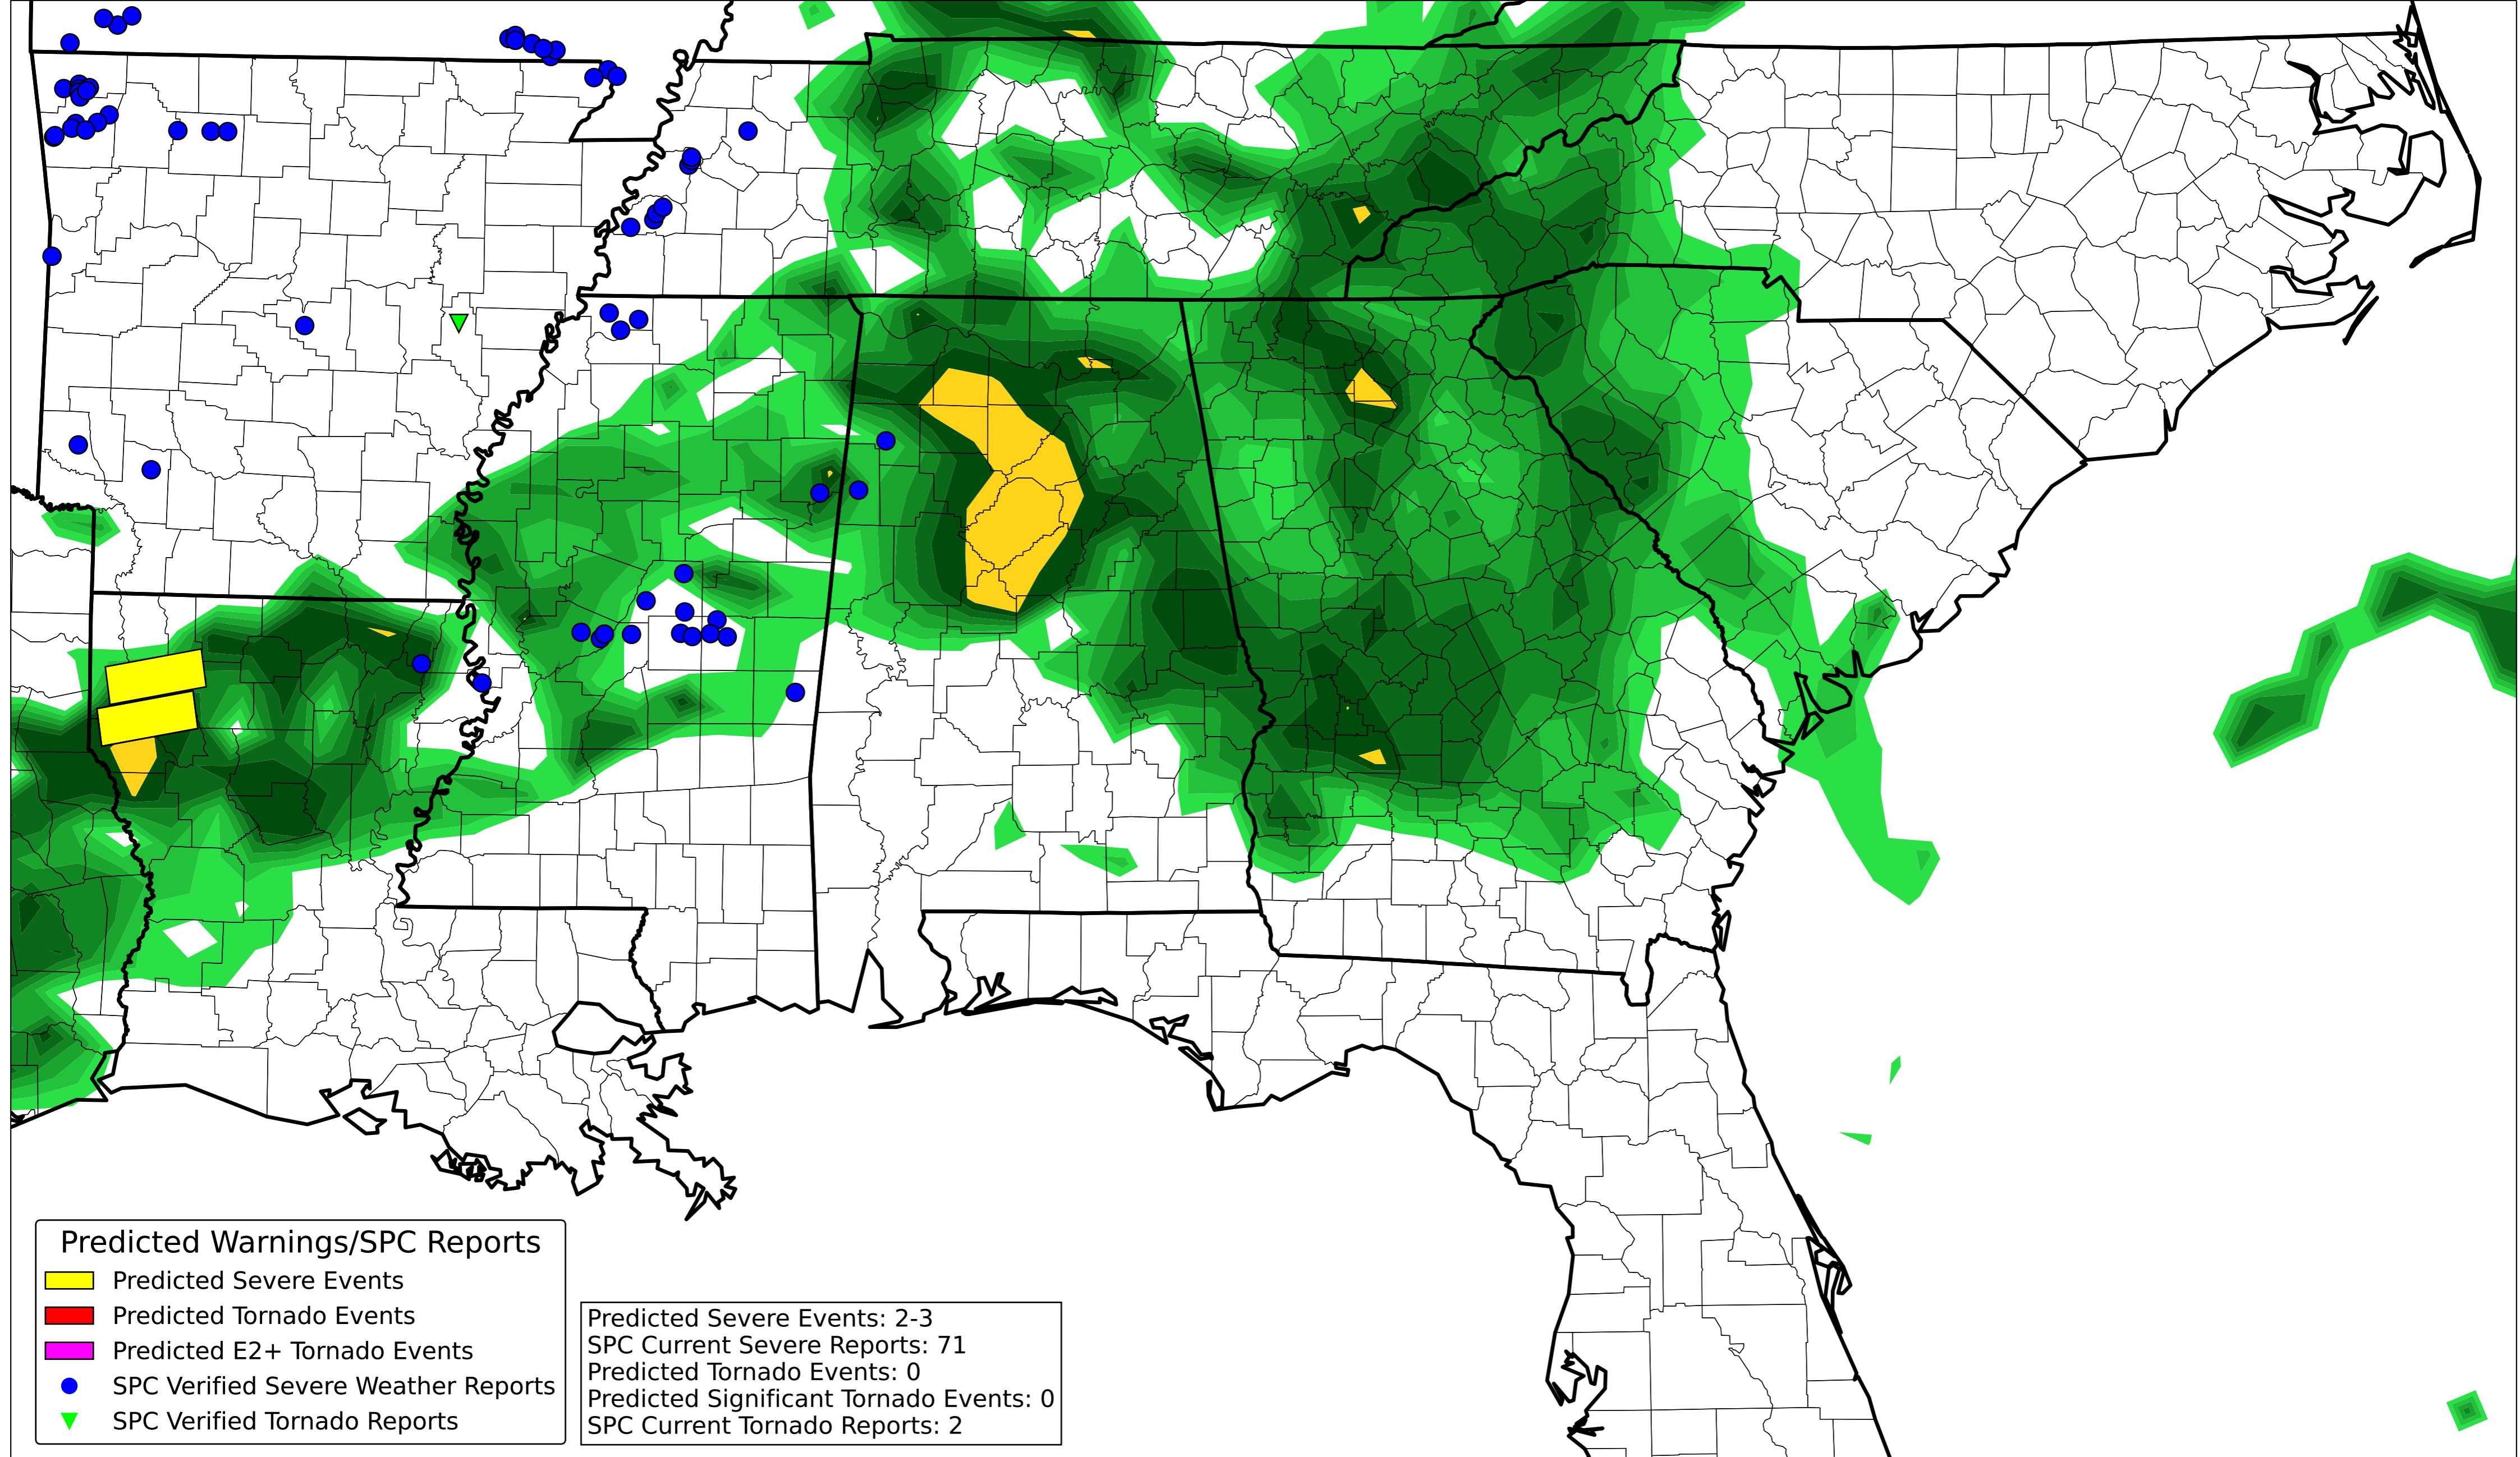 Predicted Warnings/SPC Reports
Predicted Severe Events
Predicted Tornado Events
Predicted E2+ Tornado Events
SPC Verified Severe Weather Reports
SPC Verified Tornado Reports
Predicted Severe Events: 2-3
SPC Current Severe Reports: 71
Predicted Tornado Events: 0
Predicted Significant Tornado Events: 0
SPC Current Tornado Reports: 2